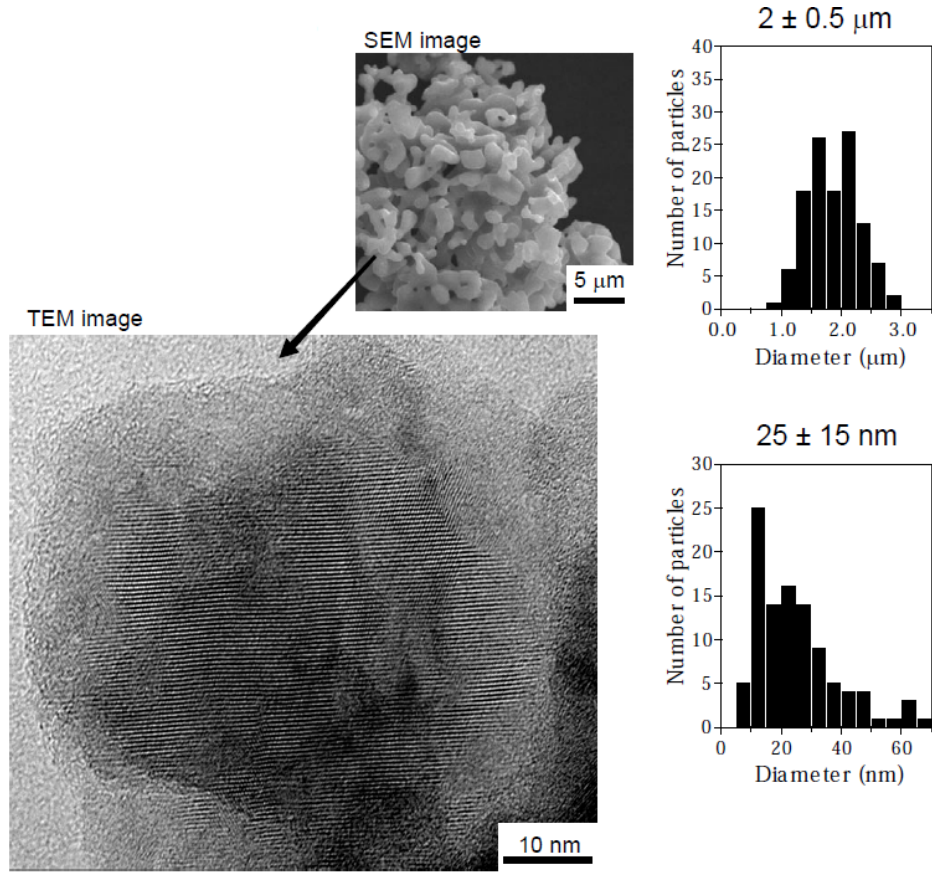 SEM image
5 μm
TEM image
10 nm
2 ± 0.5 μm
Number of particles
40
35
30
25
20
15
10
5
0
0.0 1.0 2.0 3.0
Diameter (μm)
25 ± 15 nm
Number of particles
30
25
20
15
10
5
0
0 20 40 60
Diameter (nm)